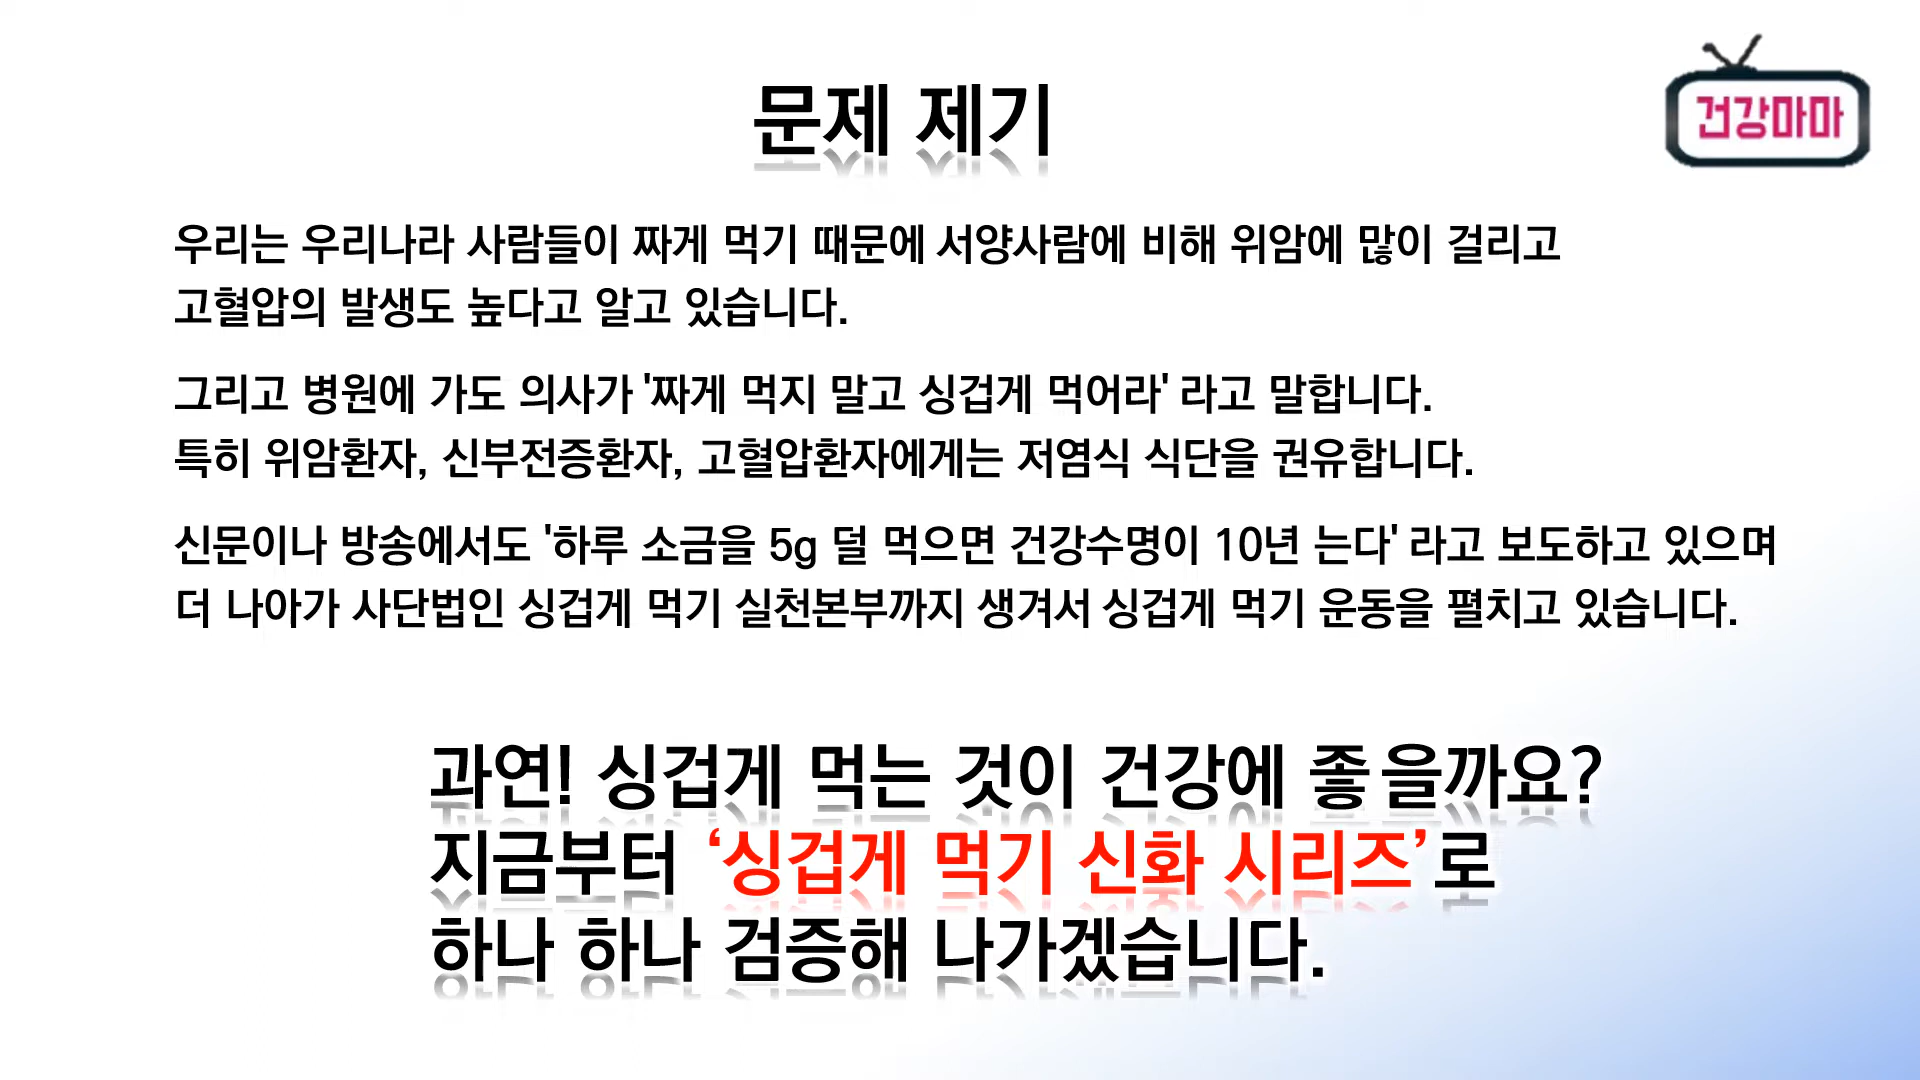 문제 제기
건강마마
우리는 우리나라 사람들이 짜게 먹기 때문에 서양사람에 비해 위암에 많이 걸리고
고혈압의 발생도 높다고 알고 있습니다.
그리고 병원에 가도 의사가 '짜게 먹지 말고 싱겁게 먹어라' 라고 말합니다.
특히 위암환자, 신부전증환자, 고혈압환자에게는 저염식 식단을 권유합니다.
신문이나 방송에서도 '하루 소금을 5g 덜 먹으면 건강수명이 10년 는다' 라고 보도하고 있으며
더 나아가 사단법인 싱겁게 먹기 실천본부까지 생겨서 싱겁게 먹기 운동을 펼치고 있습니다.
과연! 싱겁게 먹는 것이 건강에 좋을까요?
지금부터 ‘싱겁게 먹기 신화 시리즈’로
하나 하나 검증해 나가겠습니다.